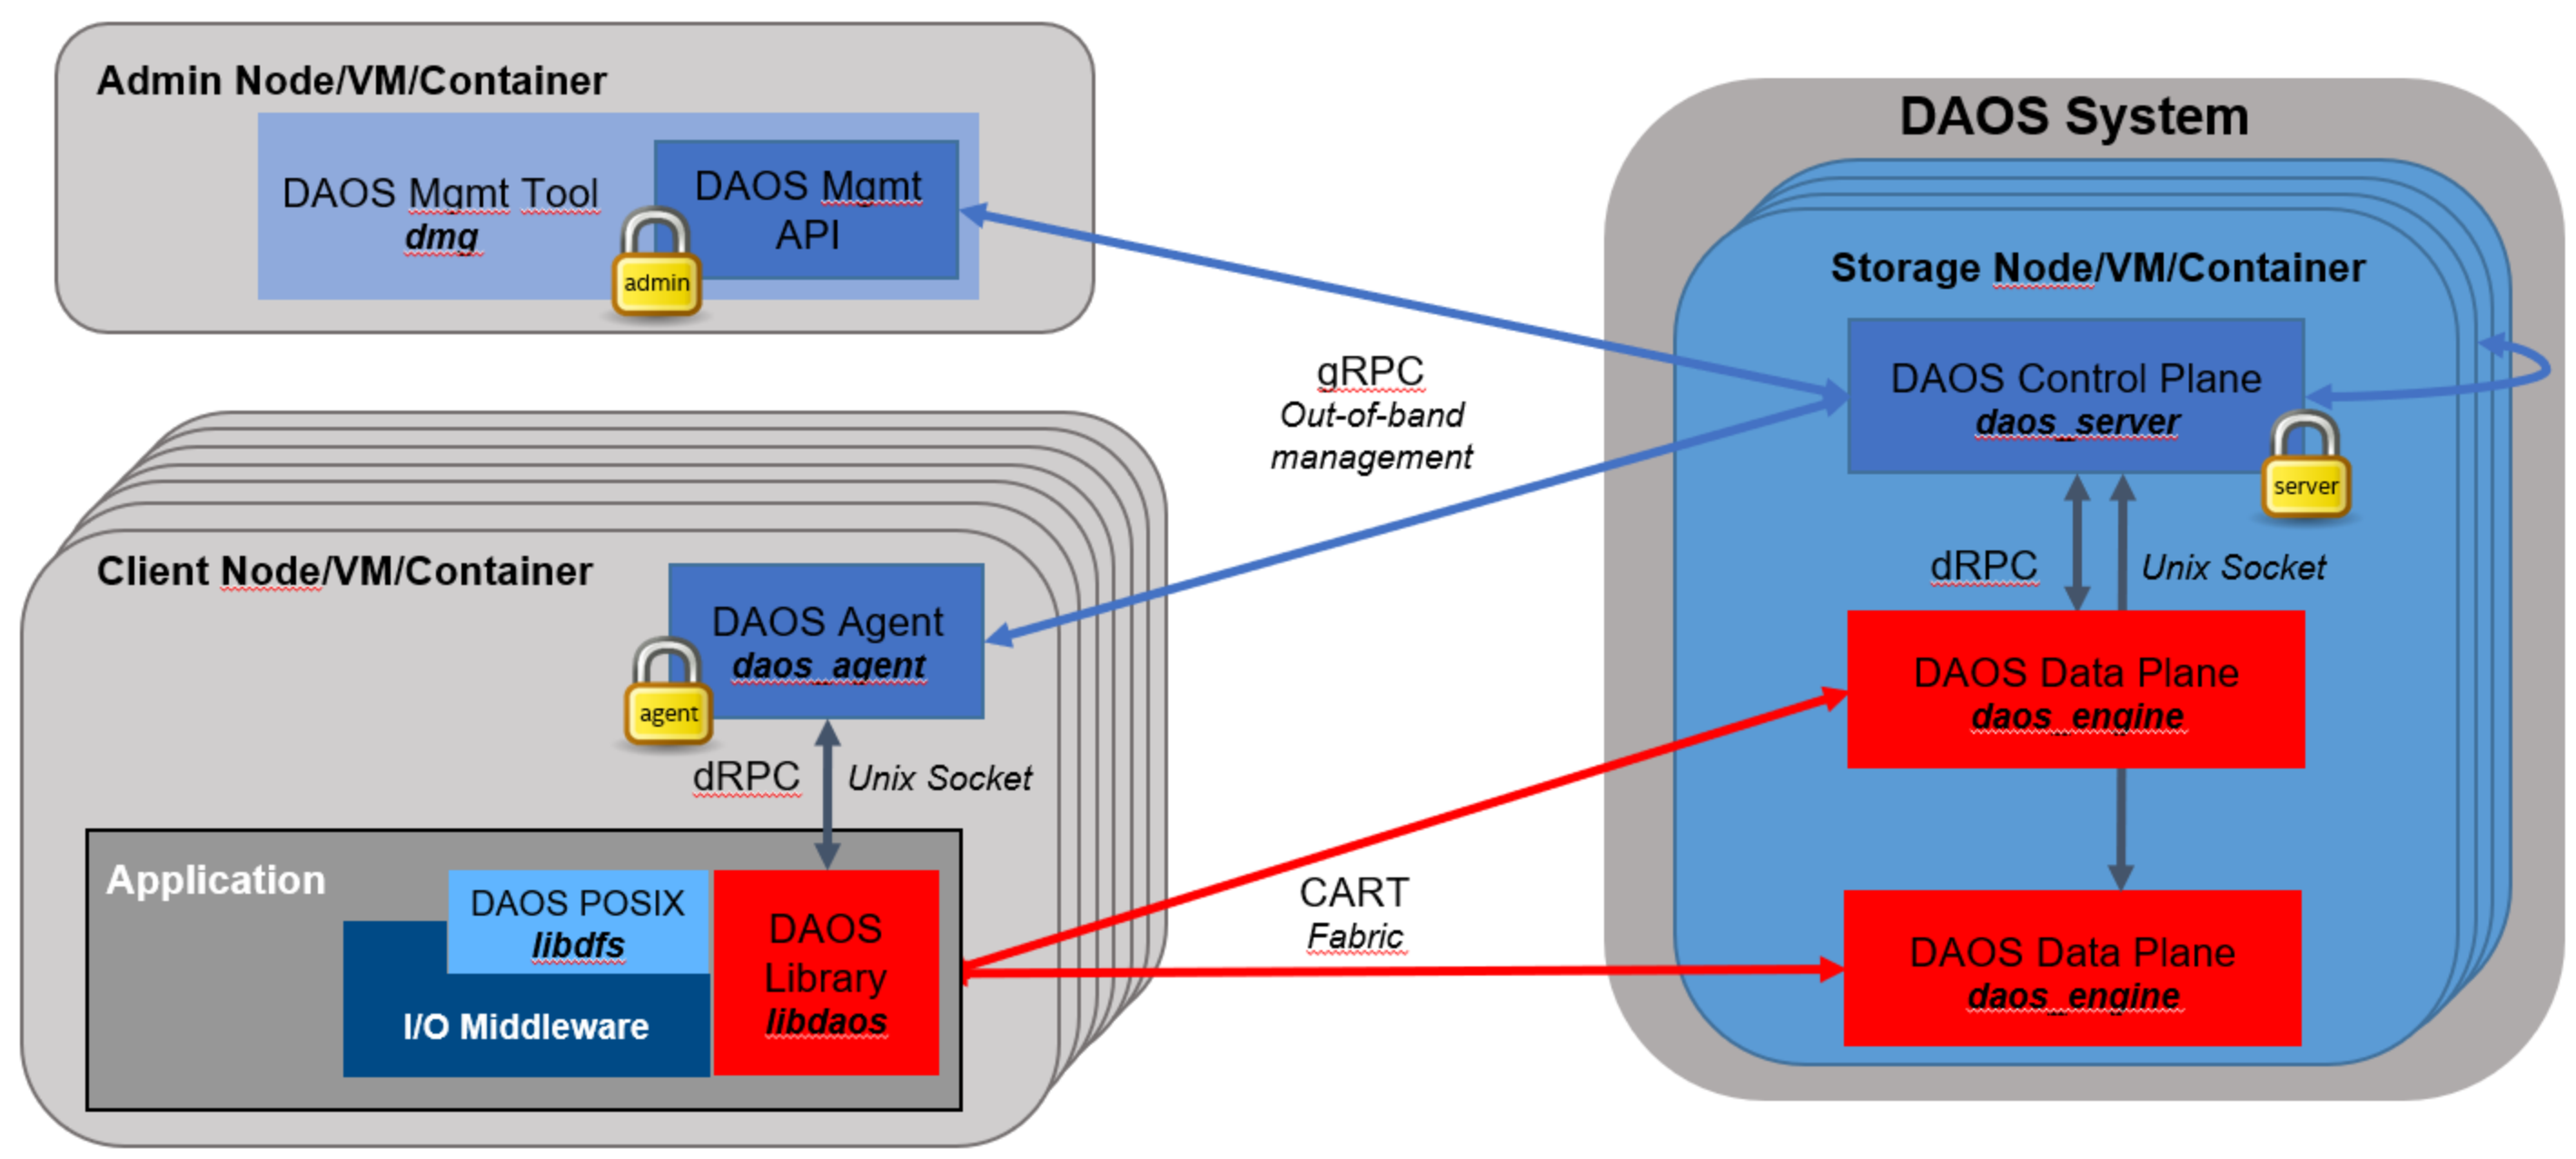 Admin Node/VM/Container
DAOS Mgmt Tool
dmg
admin
DAOS Mgmt
API
DAOS System
Storage Node/VM/Container
DAOS Control Plane
daos_server
server
gRPC
Out-of-band
management
dRPC
Unix Socket
DAOS Data Plane
daos_engine
DAOS Data Plane
daos_engine
Client Node/VM/Container
DAOS Agent
daos_agent
agent
dRPC
Unix Socket
Application
DAOS POSIX
libdfs
I/O Middleware
DAOS
Library
libdaos
CART
Fabric